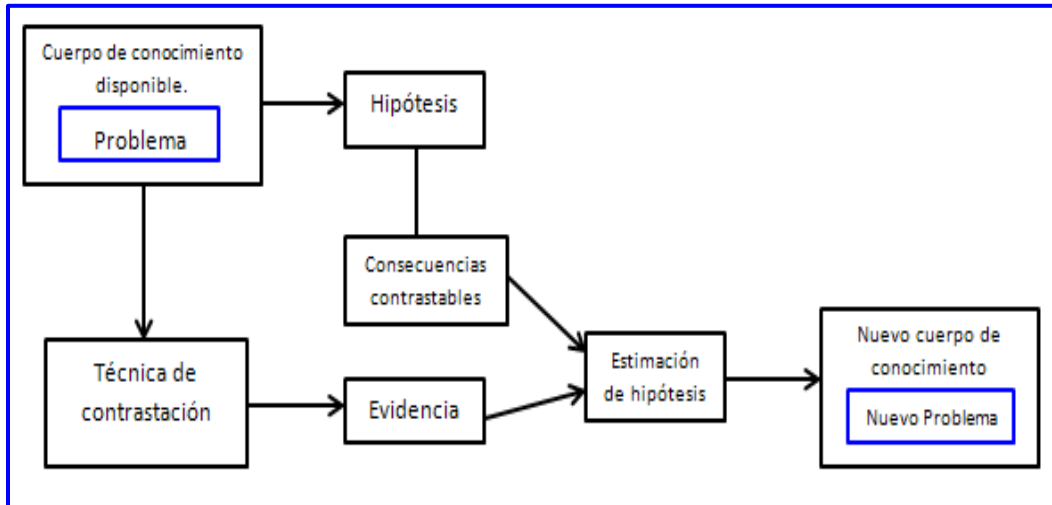 Cuerpo de conocimiento
disponible.
Problema
Hipótesis
Consecuencias
contrastables
Técnica de
contrastación
Evidencia
Estimación
de hipótesis
Nuevo cuerpo de
conocimiento
Nuevo Problema